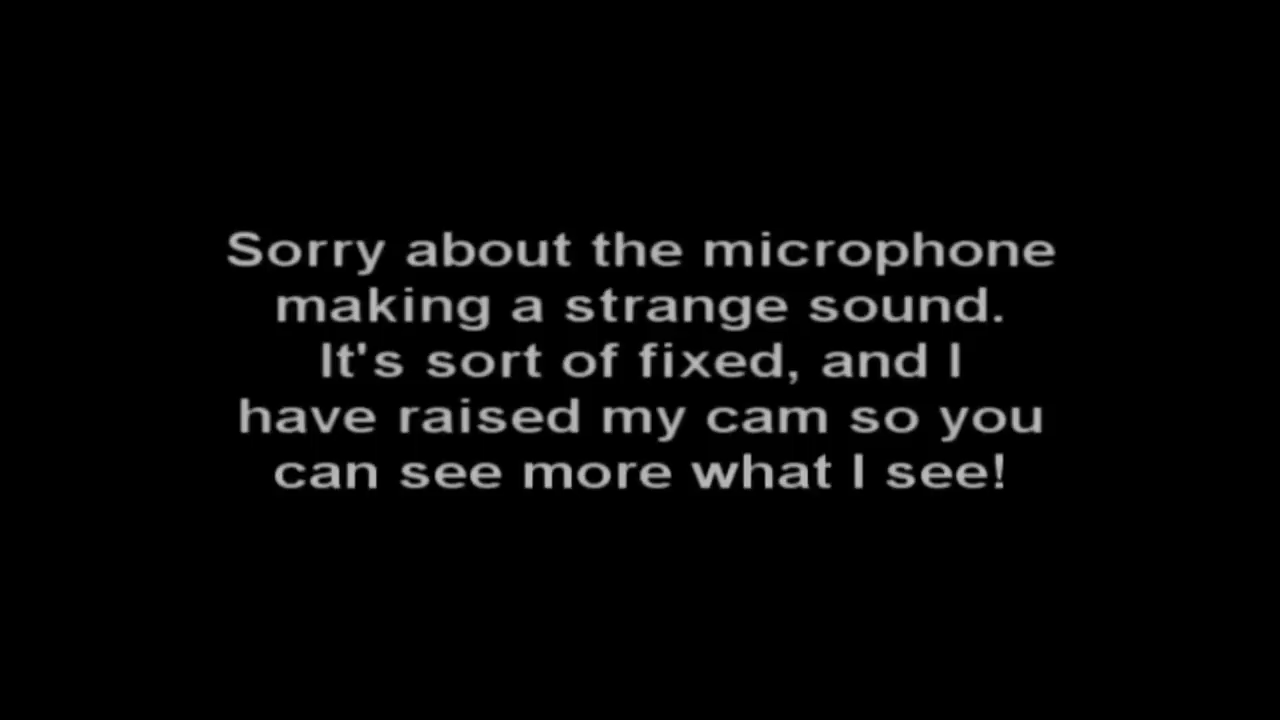 Sorry about the microphone
making a strange sound.
It's sort of fixed, and I
have raised my cam so you
can see more what I see!